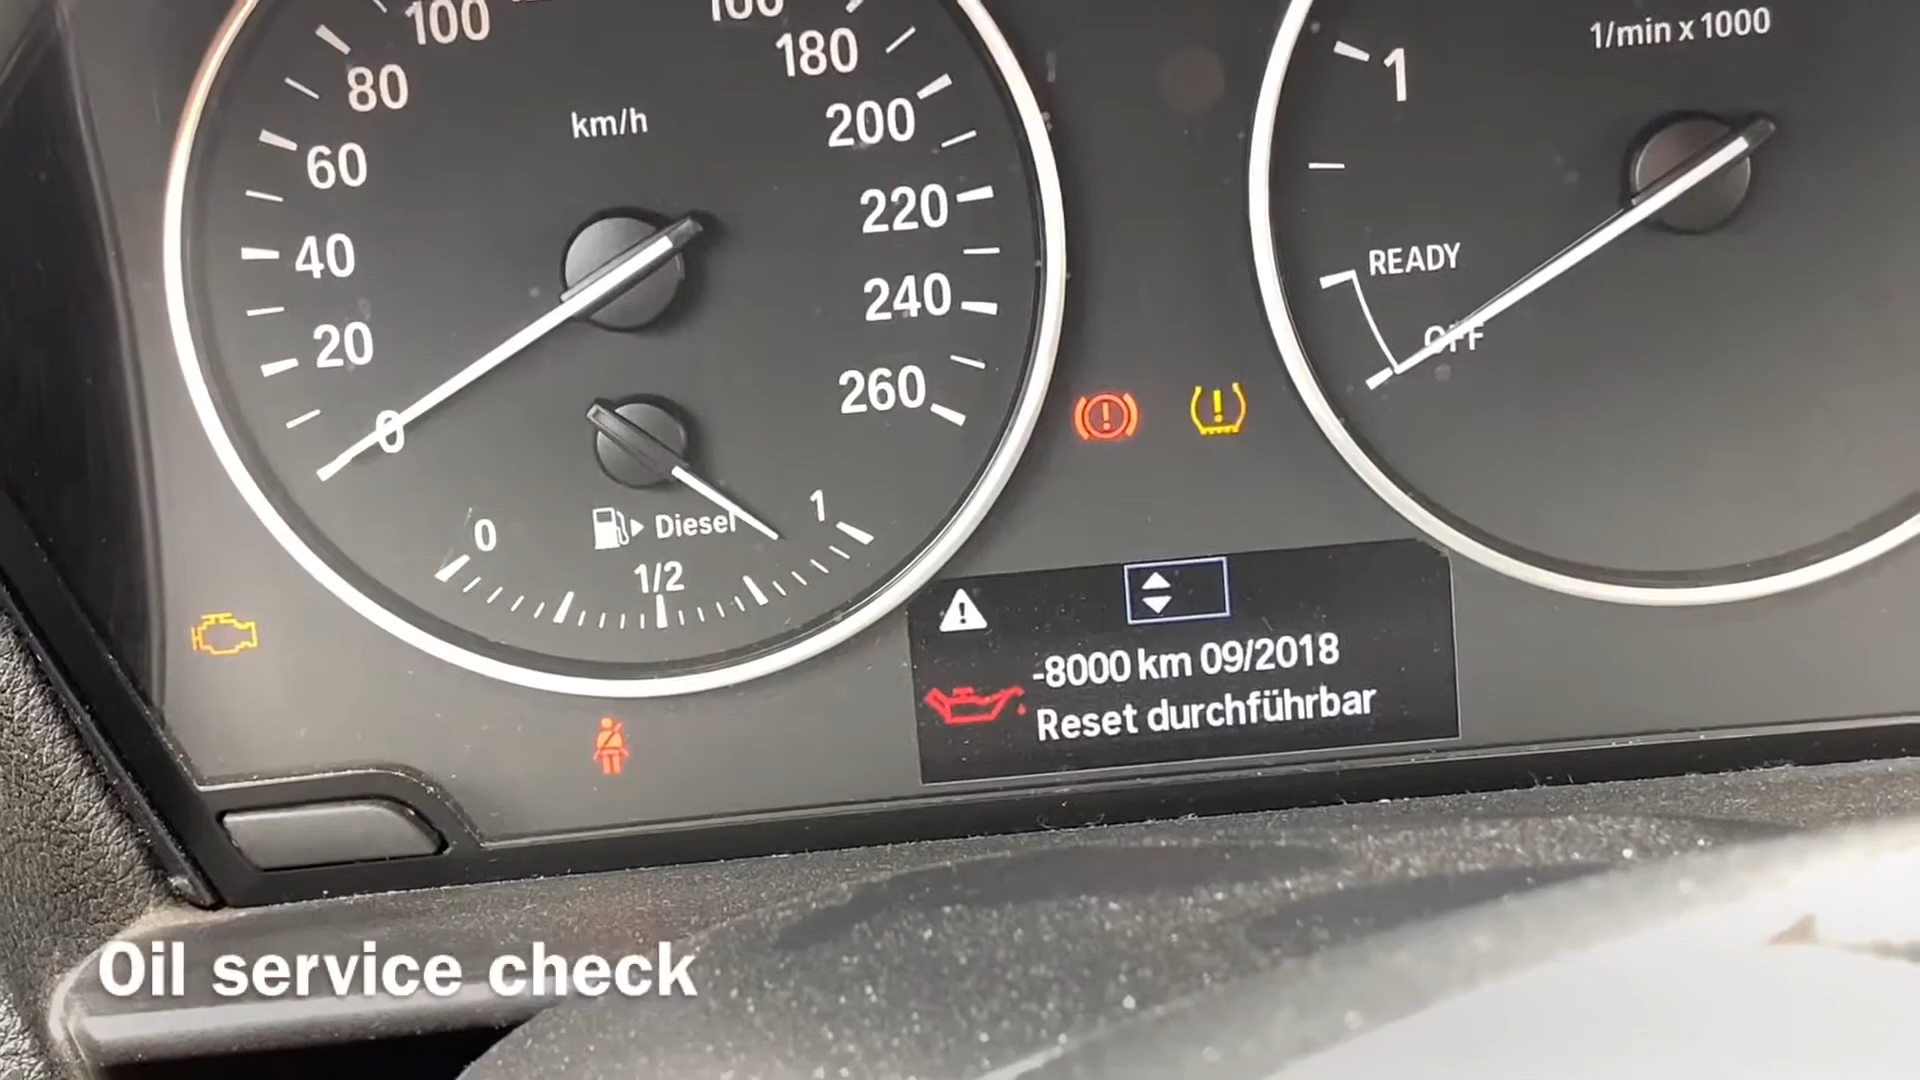 100
160
80
180
60
200
40
220
20
240
0
260
km/h
0
1/2
1
Diesel
1/min x 1000
1
READY
OFF
-8000 km 09/2018
Reset durchführbar
Oil service check